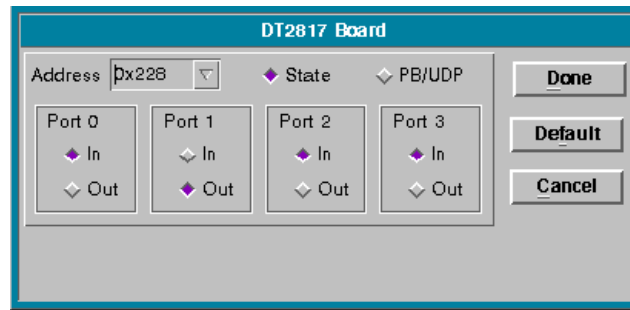 DT2817 Board
Address 0x228 State PB/UDP Done
Port 0 Port 1 Port 2 Port 3
In In In In
Out Out Out Out
Default
Cancel